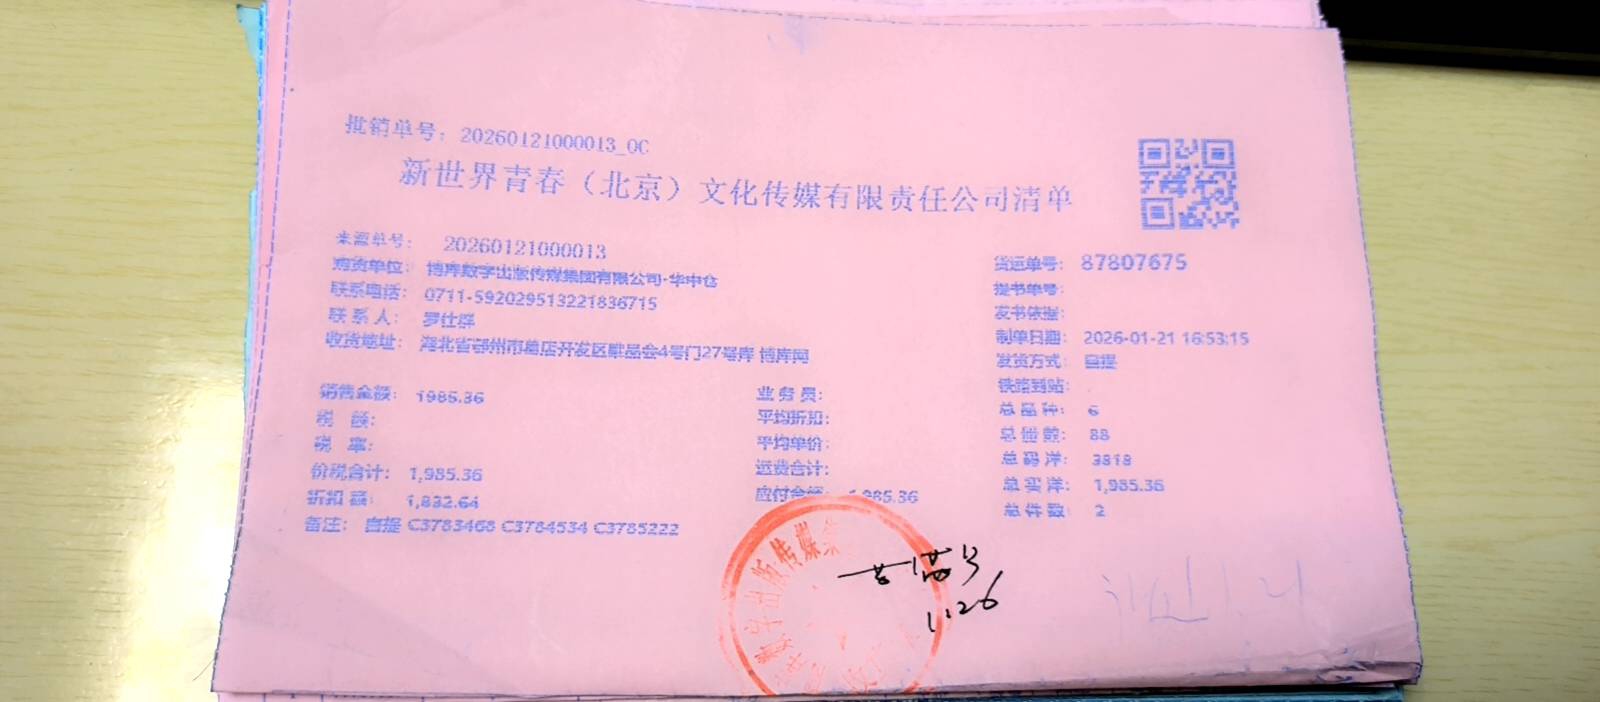 批销单号：20260121000013_0C
新世界青春（北京）文化传媒有限责任公司清单
来源单号： 20260121000013
购货单位： 博库数字出版传媒集团有限公司-华中仓
联系电话： 0711-592029513221836715
联系人： 罗仕群
收货地址： 湖北省鄂州市葛店开发区唯品会4号门27号库 博库网
货运单号： 87807675
提书单号：
发书依据：
制单日期： 2026-01-21 16:53:15
发货方式： 自提
铁路到站：
销售金额： 1985.36
税 额：
税 率：
价税合计： 1,985.36
折扣额： 1,832.64
备注： 自提 C3783468 C3784534 C3785222
业务员：
平均折扣：
平均单价：
运费合计：
应付金额： 1,985.36
总品种： 6
总册数： 88
总码洋： 3818
总实洋： 1,985.36
总件数： 2
数字出版传媒集
1.26